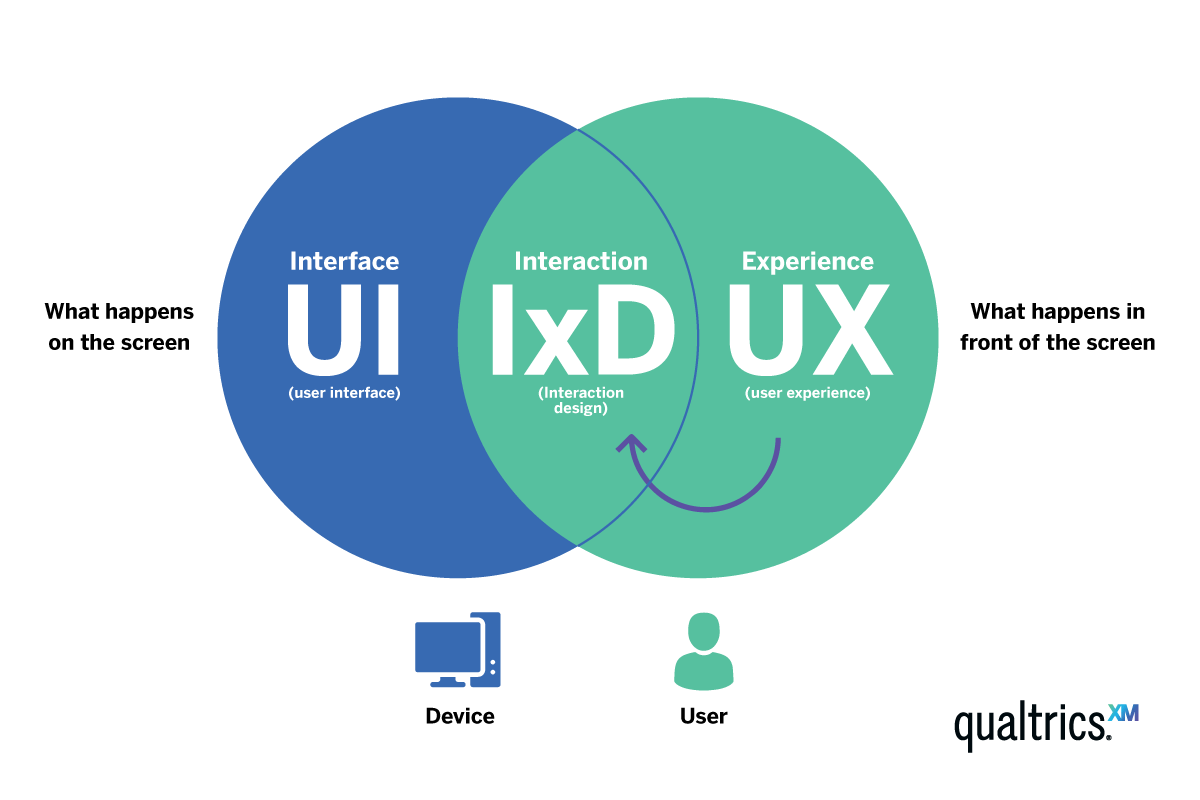 What happens
on the screen
Interface
UI
(user interface)
Interaction
IxD
(Interaction
design)
Experience
UX
(user experience)
What happens in
front of the screen
Device
User
qualtrics.XM
®